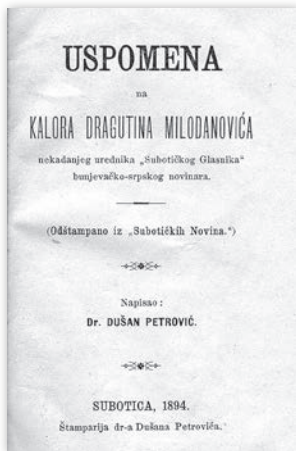 USPOMENA
na
KALORA DRAGUTINA MILODANOVIĆA
nekadanjeg urednika „Subotičkog Glasnika“
bunjevačko-srpskog novinara.
(Odštampano iz „Subotičkih Novina.“)
Napisao:
Dr. DUŠAN PETROVIĆ.
SUBOTICA, 1894.
Štamparija dr-a Dušana Petrovića.